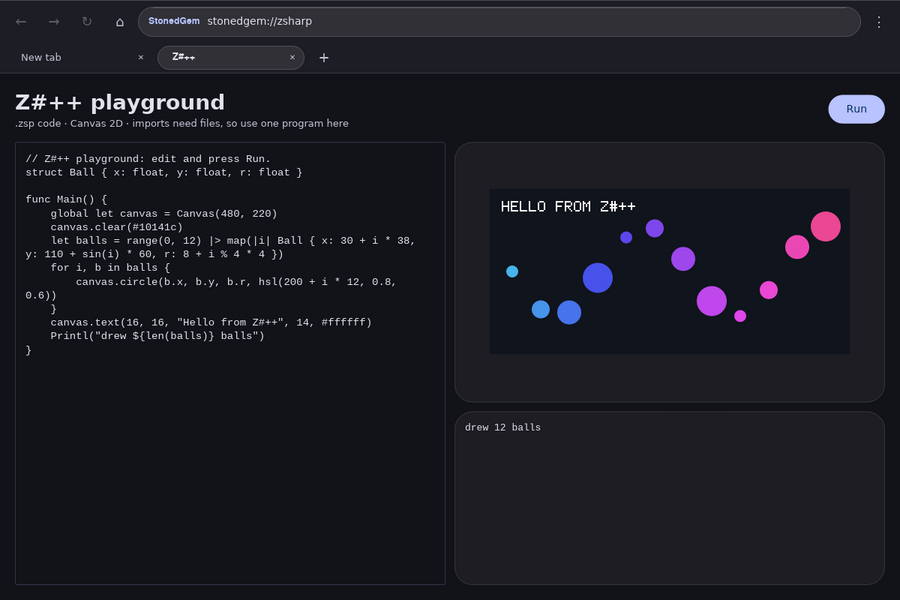 StonedGem stonedgem://zsharp
New tab × Z#++ × +
Z#++ playground
.zsp code · Canvas 2D · imports need files, so use one program here
Run
// Z#++ playground: edit and press Run.
struct Ball { x: float, y: float, r: float }
func Main() {
    global let canvas = Canvas(480, 220)
    canvas.clear(#10141c)
    let balls = range(0, 12) |> map(|i| Ball { x: 30 + i * 38,
y: 110 + sin(i) * 60, r: 8 + i % 4 * 4 })
    for i, b in balls {
        canvas.circle(b.x, b.y, b.r, hsl(200 + i * 12, 0.8,
0.6))
    }
    canvas.text(16, 16, "Hello from Z#++", 14, #ffffff)
    Printl("drew ${len(balls)} balls")
}
HELLO FROM Z#++
drew 12 balls